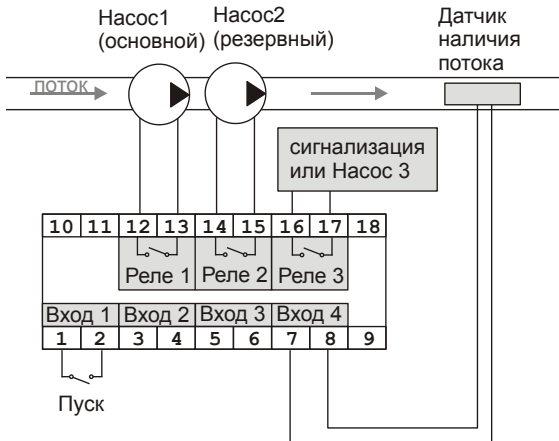 Насос1
(основной)
Насос2
(резервный)
Датчик
наличия
потока
поток
сигнализация
или Насос 3
10 11 12 13 14 15 16 17 18
Реле 1 Реле 2 Реле 3
Вход 1 Вход 2 Вход 3 Вход 4
1 2 3 4 5 6 7 8 9
Пуск